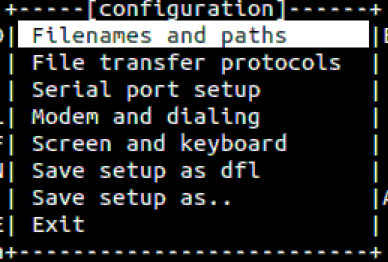 +-----[configuration]------+
| Filenames and paths |
| File transfer protocols |
| Serial port setup |
| Modem and dialing |
| Screen and keyboard |
| Save setup as dfl |
| Save setup as.. |
| Exit |
+--------------------------+